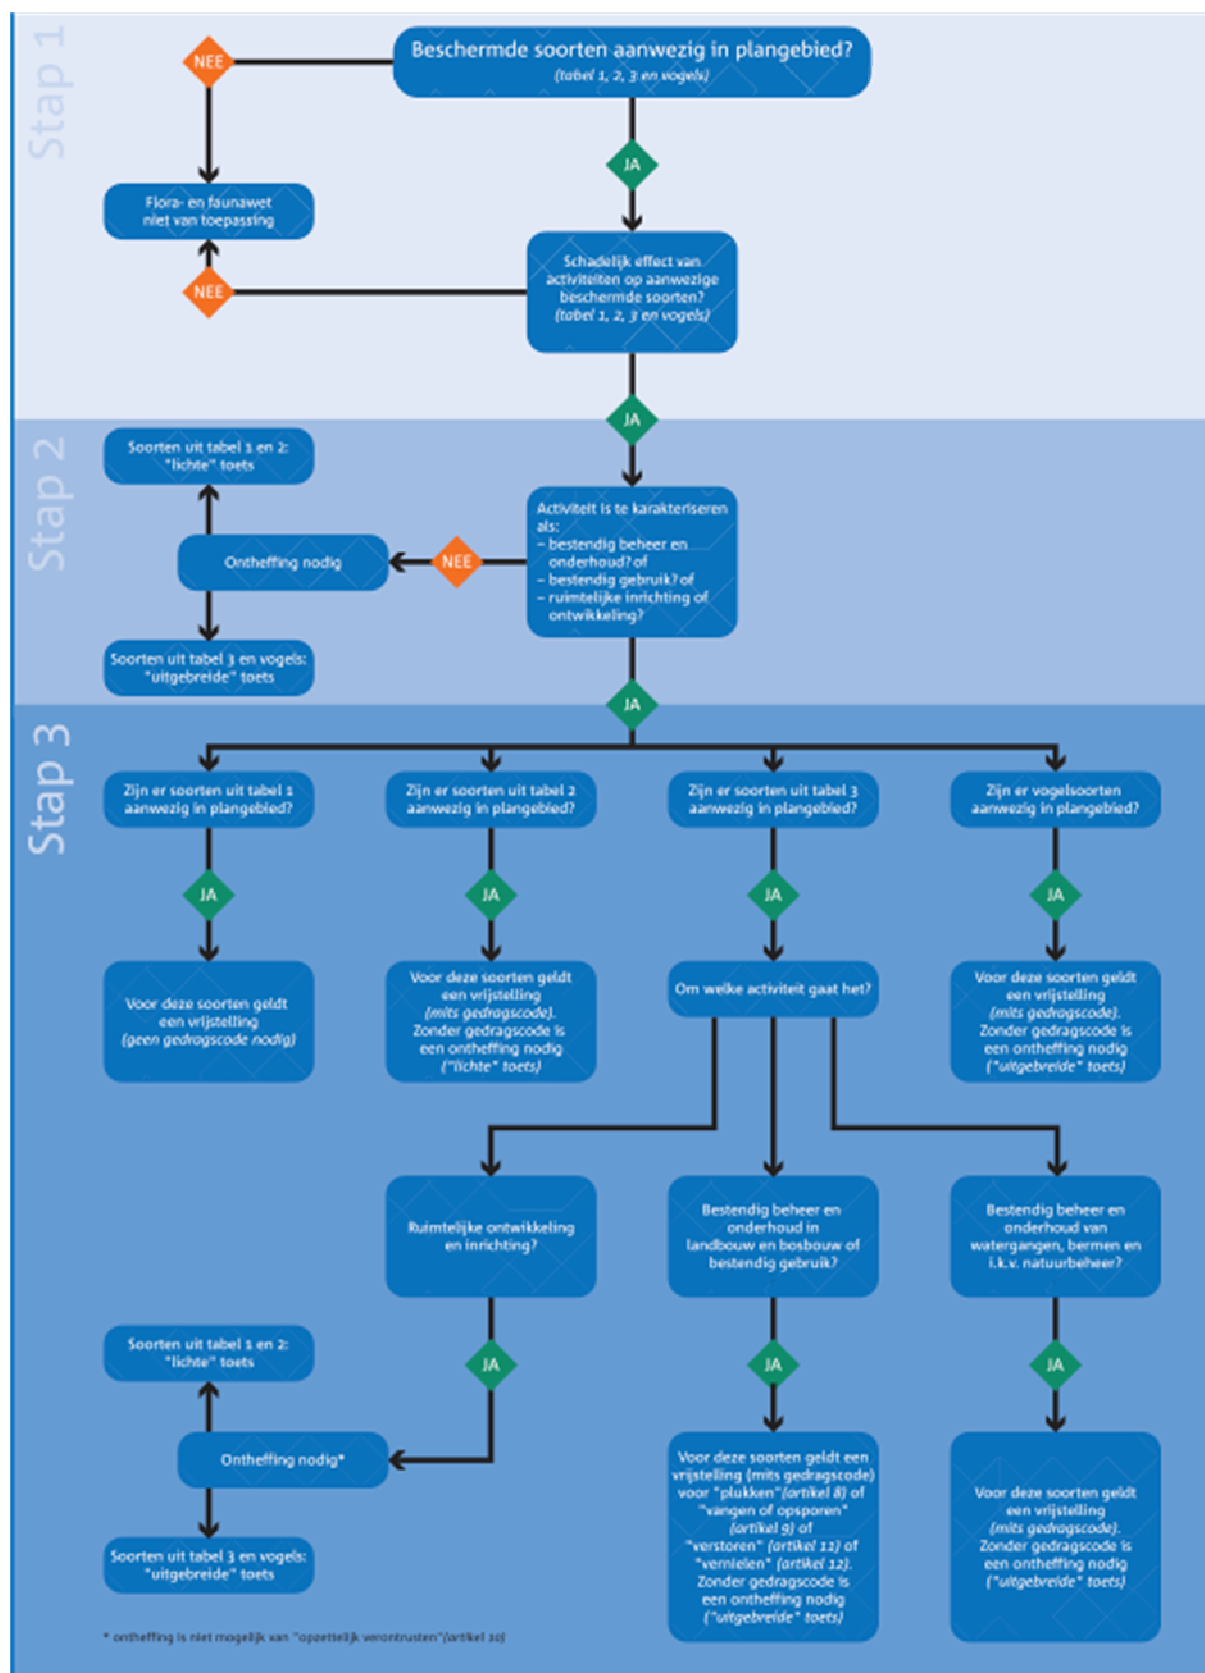 Stap 1
Beschermde soorten aanwezig in plangebied?
(tabel 1, 2, 3 en vogels)
NEE
JA
Flora- en faunawet
niet van toepassing
Schadelijk effect van
activiteiten op aanwezige
beschermde soorten?
(tabel 1, 2, 3 en vogels)
NEE
JA
Stap 2
Soorten uit tabel 1 en 2:
"lichte" toets
Activiteit is te karakteriseren
als:
– bestendig beheer en
onderhoud? of
– bestendig gebruik? of
– ruimtelijke inrichting of
ontwikkeling?
NEE
Ontheffing nodig
Soorten uit tabel 3 en vogels:
"uitgebreide" toets
JA
Stap 3
Zijn er soorten uit tabel 1
aanwezig in plangebied?
Zijn er soorten uit tabel 2
aanwezig in plangebied?
Zijn er soorten uit tabel 3
aanwezig in plangebied?
Zijn er vogelsoorten
aanwezig in plangebied?
JA
JA
JA
JA
Voor deze soorten geldt
een vrijstelling
(geen gedragscode nodig)
Voor deze soorten geldt
een vrijstelling
(mits gedragscode).
Zonder gedragscode is
een ontheffing nodig
("lichte" toets)
Om welke activiteit gaat het?
Voor deze soorten geldt
een vrijstelling
(mits gedragscode).
Zonder gedragscode is
een ontheffing nodig
("uitgebreide" toets)
Ruimtelijke ontwikkeling
en inrichting?
Bestendig beheer en
onderhoud in
landbouw en bosbouw of
bestendig gebruik?
Bestendig beheer en
onderhoud van
watergangen, bermen en
i.k.v. natuurbeheer?
JA
JA
JA
Soorten uit tabel 1 en 2:
"lichte" toets
Ontheffing nodig*
Soorten uit tabel 3 en vogels:
"uitgebreide" toets
Voor deze soorten geldt een
vrijstelling (mits gedragscode)
voor "plukken" (artikel 8) of
"vangen of opsporen"
(artikel 9) of
"verstoren" (artikel 11) of
"vernielen" (artikel 12).
Zonder gedragscode is
een ontheffing nodig
("uitgebreide" toets)
Voor deze soorten geldt
een vrijstelling
(mits gedragscode).
Zonder gedragscode is
een ontheffing nodig
("uitgebreide" toets)
* ontheffing is niet mogelijk van "opzettelijk verontrusten" (artikel 10)